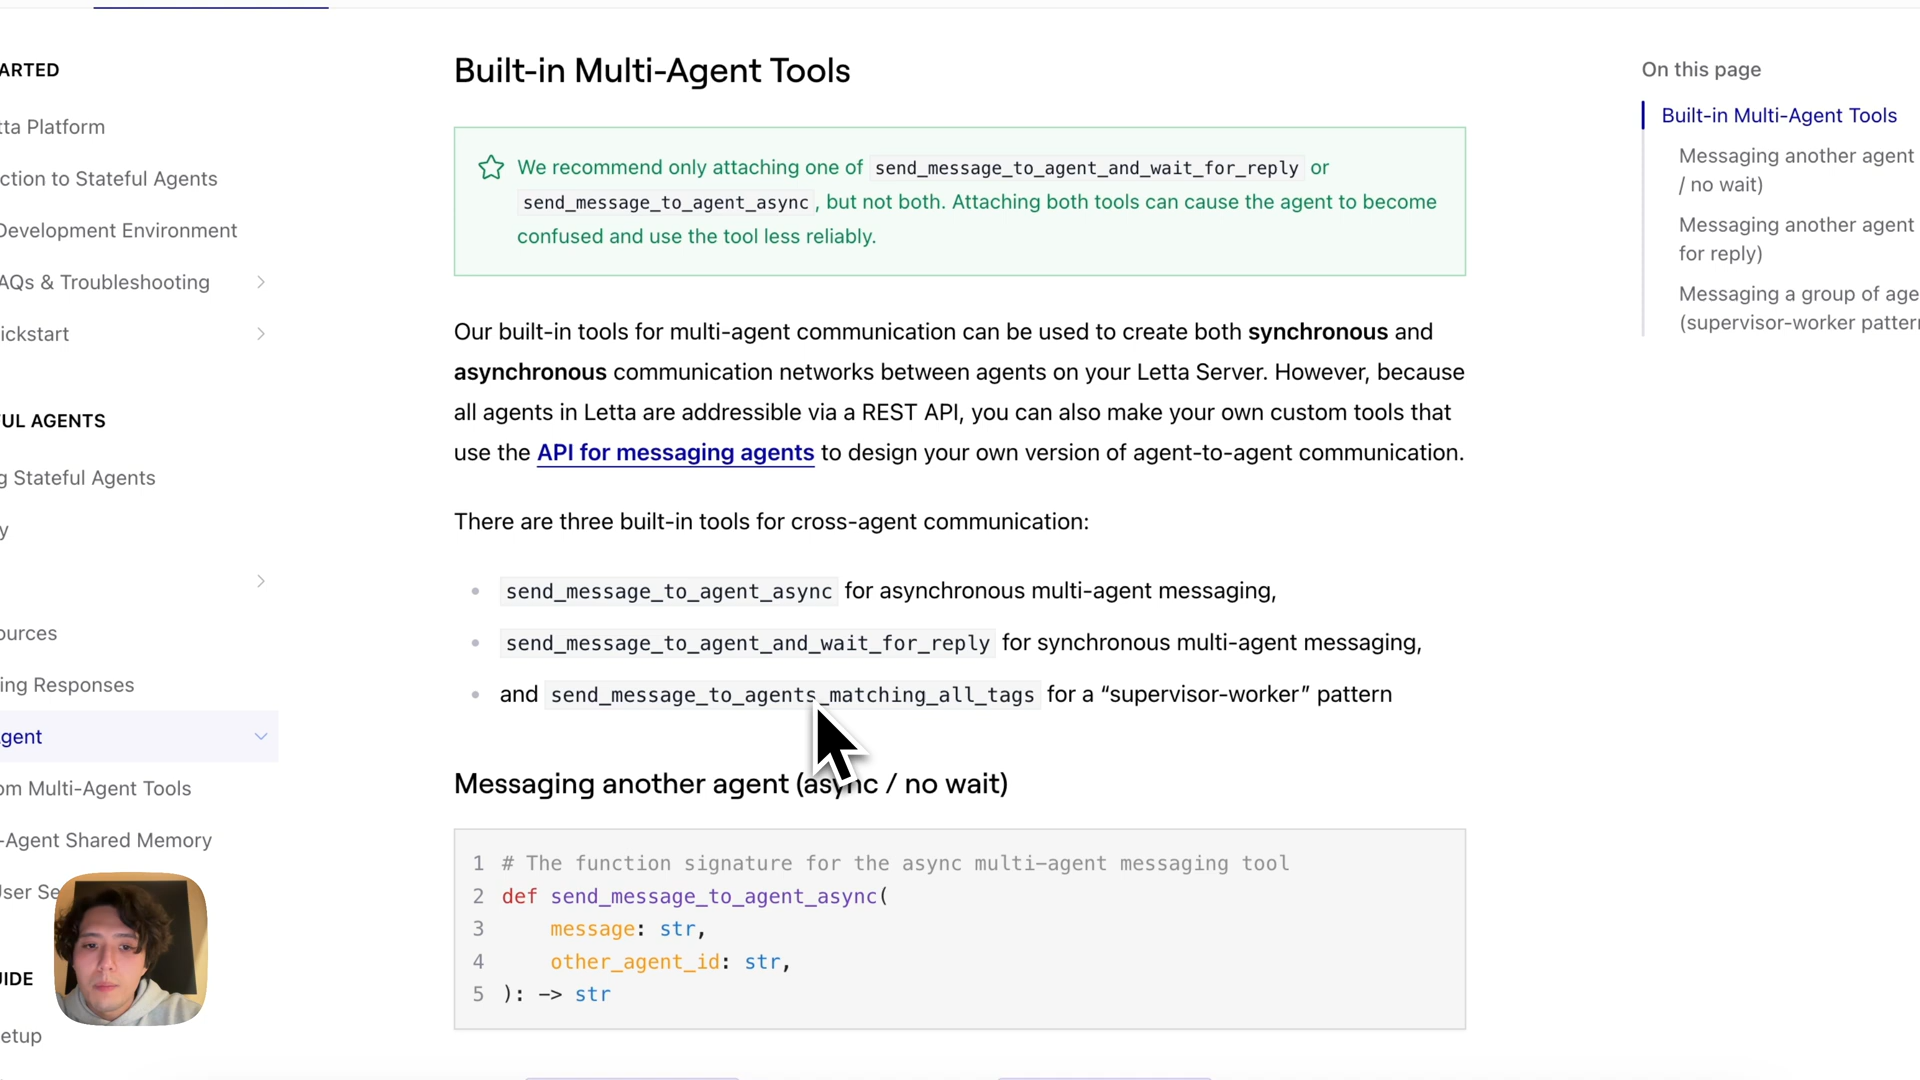 ARTED
tta Platform
ction to Stateful Agents
Development Environment
AQs & Troubleshooting
ickstart
UL AGENTS
g Stateful Agents
y
ources
ing Responses
gent
om Multi-Agent Tools
-Agent Shared Memory
User Se
UIDE
etup
Built-in Multi-Agent Tools
We recommend only attaching one of send_message_to_agent_and_wait_for_reply or
send_message_to_agent_async, but not both. Attaching both tools can cause the agent to become
confused and use the tool less reliably.
Our built-in tools for multi-agent communication can be used to create both synchronous and
asynchronous communication networks between agents on your Letta Server. However, because
all agents in Letta are addressible via a REST API, you can also make your own custom tools that
use the API for messaging agents to design your own version of agent-to-agent communication.
There are three built-in tools for cross-agent communication:
• send_message_to_agent_async for asynchronous multi-agent messaging,
• send_message_to_agent_and_wait_for_reply for synchronous multi-agent messaging,
• and send_message_to_agents_matching_all_tags for a “supervisor-worker” pattern
Messaging another agent (async / no wait)
1 # The function signature for the async multi-agent messaging tool
2 def send_message_to_agent_async(
3 message: str,
4 other_agent_id: str,
5 ): -> str
On this page
Built-in Multi-Agent Tools
Messaging another agent
/ no wait)
Messaging another agent
for reply)
Messaging a group of age
(supervisor-worker pattern